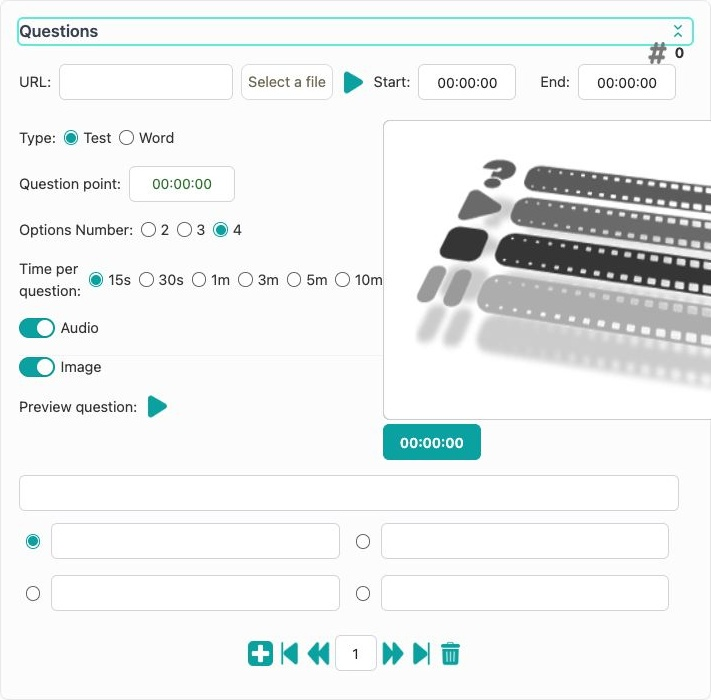 Questions
# 0
URL: Select a file Start: 00:00:00 End: 00:00:00
Type: Test Word
Question point: 00:00:00
Options Number: 2 3 4
Time per question: 15s 30s 1m 3m 5m 10m
Audio
Image
Preview question:
?
00:00:00
1